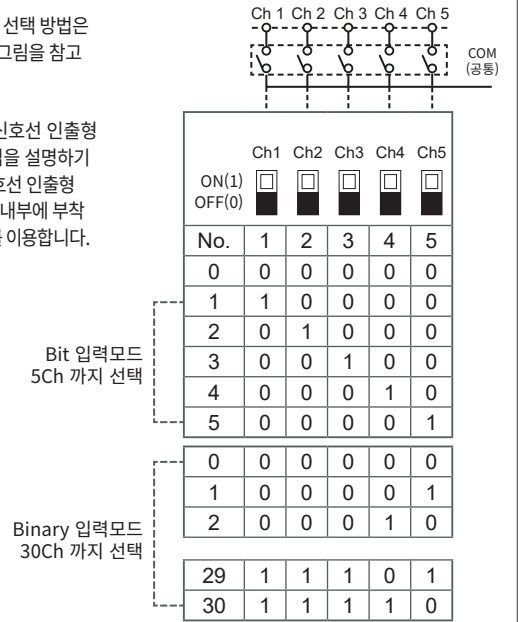 선택 방법은
그림을 참고
신호선 인출형
을 설명하기
호선 인출형
내부에 부착
이용합니다.
Ch 1 Ch 2 Ch 3 Ch 4 Ch 5
COM
(공통)
Ch1 Ch2 Ch3 Ch4 Ch5
ON(1)
OFF(0)
No. 1 2 3 4 5
0 0 0 0 0 0
1 1 0 0 0 0
2 0 1 0 0 0
3 0 0 1 0 0
4 0 0 0 1 0
5 0 0 0 0 1
Bit 입력모드
5Ch 까지 선택
0 0 0 0 0 0
1 0 0 0 0 1
2 0 0 0 1 0
29 1 1 1 0 1
30 1 1 1 1 0
Binary 입력모드
30Ch 까지 선택